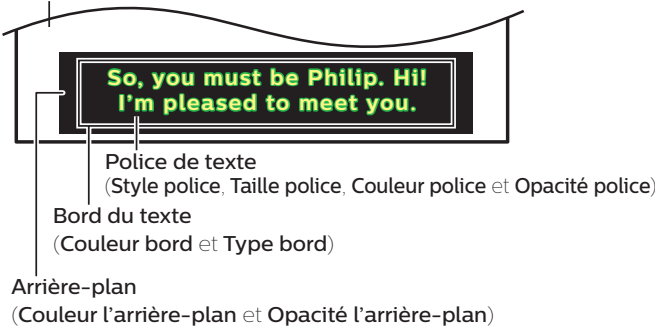 So, you must be Philip. Hi!
I'm pleased to meet you.
Police de texte
(Style police, Taille police, Couleur police et Opacité police)
Bord du texte
(Couleur bord et Type bord)
Arrière-plan
(Couleur l'arrière-plan et Opacité l'arrière-plan)